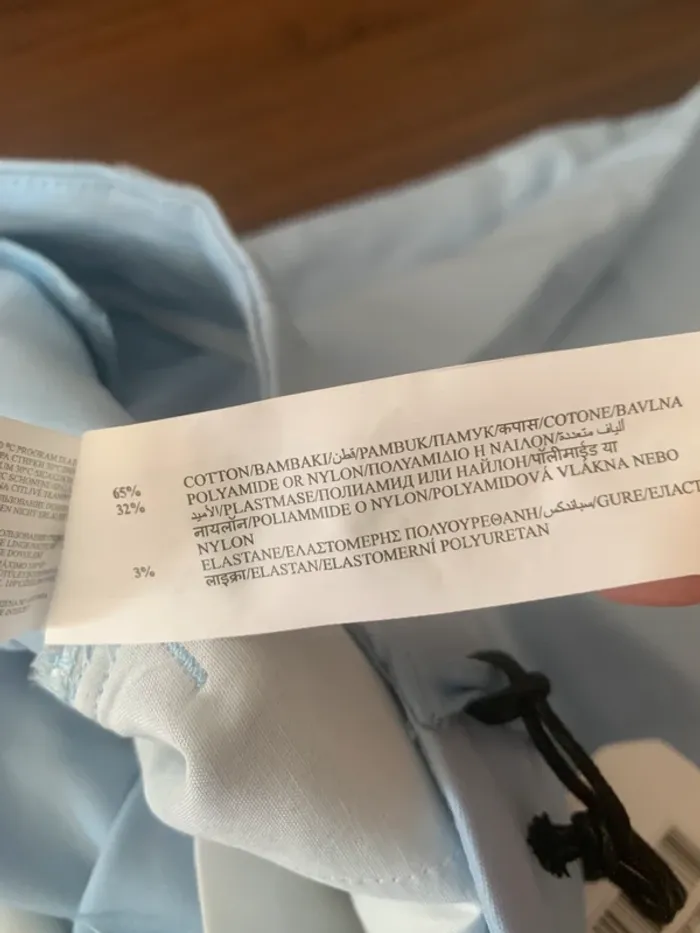 65% COTTON/BAMBAKI/قطن/PAMBUK/ПАМУК/कपास/COTONE/BAVLNA
32% POLYAMIDE OR NYLON/ΠΟΛΥΑΜΙΔΙΟ Η ΝΑΙΛΟΝ/ألياف متعددة
الأميد/PLASTMASE/ПОЛИАМИД ИЛИ НАЙЛОН/पॉलीमाईड या
नायलॉन/POLIAMMIDE O NYLON/POLYAMIDOVÁ VLÁKNA NEBO
NYLON
3% ELASTANE/ΕΛΑΣΤΟΜΕΡΗΣ ΠΟΛΥΟΥΡΕΘΑΝΗ/سباندكس/GURE/ЕЛАСТ
लाइक्रा/ELASTAN/ELASTOMERNÍ POLYURETAN